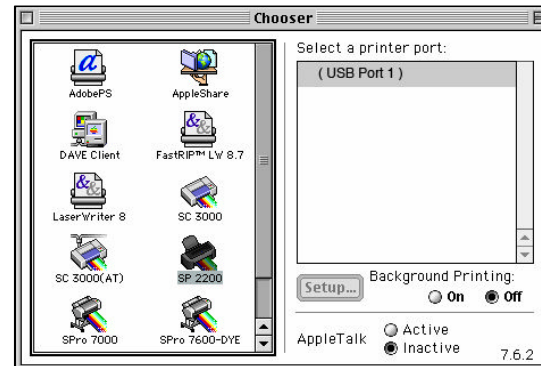 Chooser
AdobePS
AppleShare
DAVE Client
FastRIP™ LW 8.7
LaserWriter 8
SC 3000
SC 3000(AT)
SP 2200
SPro 7000
SPro 7600-DYE
Select a printer port:
( USB Port 1 )
Setup...
Background Printing:
On Off
AppleTalk
Active
Inactive
7.6.2